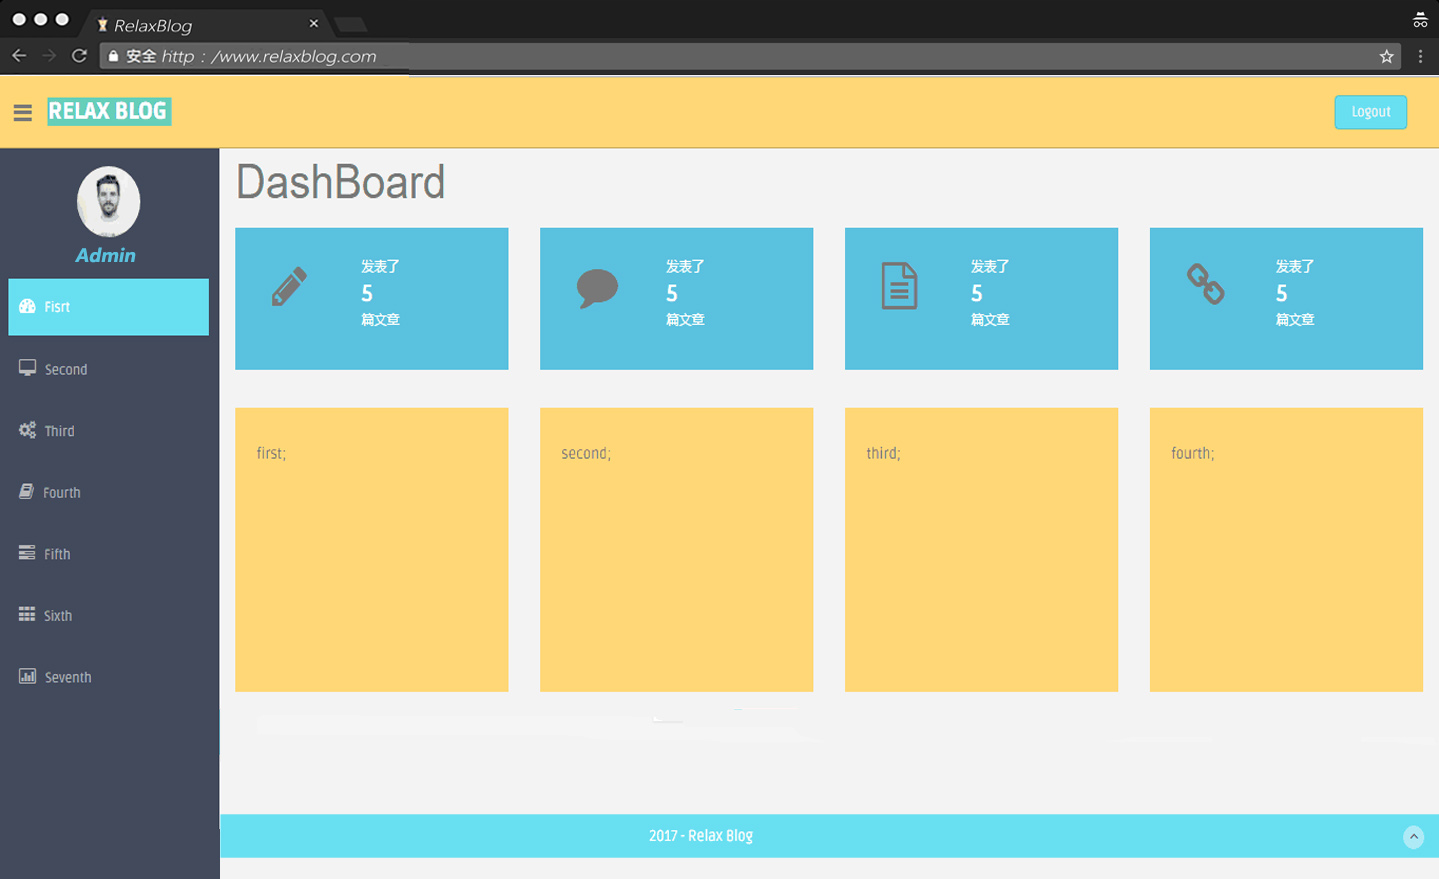 RelaxBlog
安全 http : /www.relaxblog.com
RELAX BLOG
Logout
Admin
Fisrt
Second
Third
Fourth
Fifth
Sixth
Seventh
DashBoard
发表了
5
篇文章
发表了
5
篇文章
发表了
5
篇文章
发表了
5
篇文章
first;
second;
third;
fourth;
2017 - Relax Blog